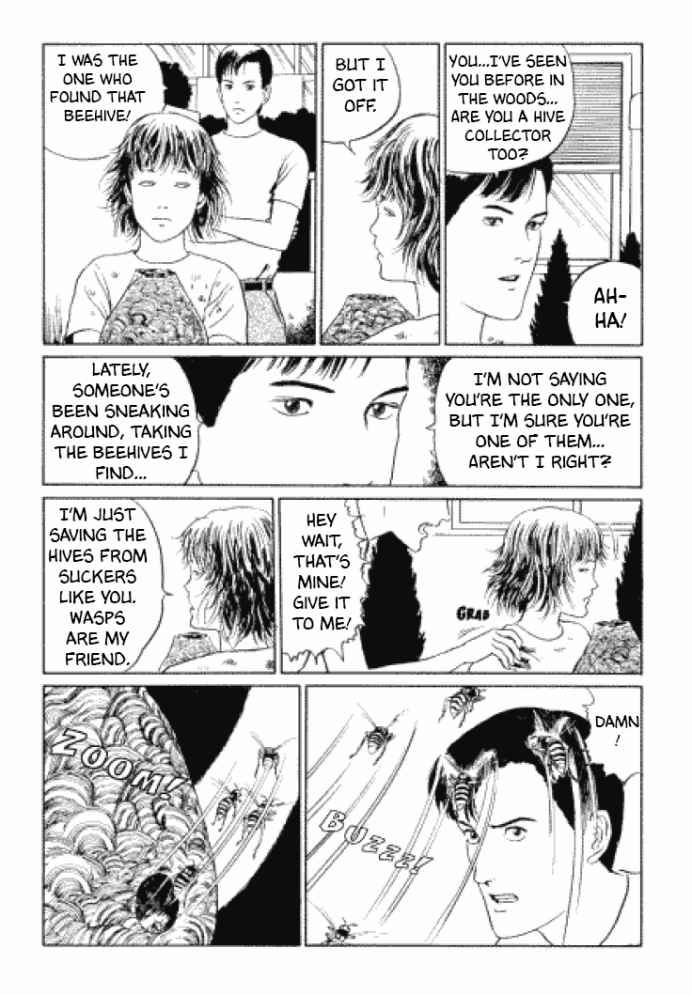 I WAS THE
ONE WHO
FOUND THAT
BEEHIVE!
BUT I
GOT IT
OFF.
YOU...I'VE SEEN
YOU BEFORE IN
THE WOODS...
ARE YOU A HIVE
COLLECTOR
TOO?
AH-
HA!
LATELY,
SOMEONE'S
BEEN SNEAKING
AROUND, TAKING
THE BEEHIVES I
FIND...
I'M NOT SAYING
YOU'RE THE ONLY ONE,
BUT I'M SURE YOU'RE
ONE OF THEM...
AREN'T I RIGHT?
I'M JUST
SAVING THE
HIVES FROM
SUCKERS
LIKE YOU.
WASPS
ARE MY
FRIEND.
HEY
WAIT,
THAT'S
MINE!
GIVE IT
TO ME!
GRAB
ZOOM!
BUZZZ!
DAMN
!